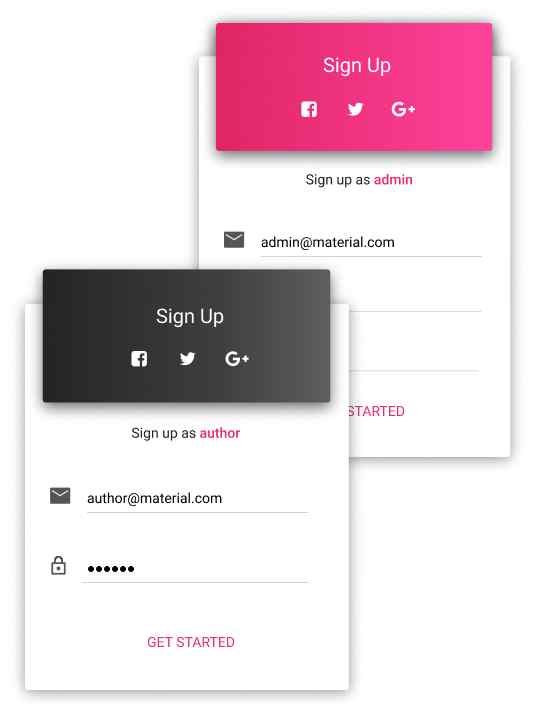 Sign Up
Sign up as admin
admin@material.com
STARTED
Sign Up
Sign up as author
author@material.com
GET STARTED